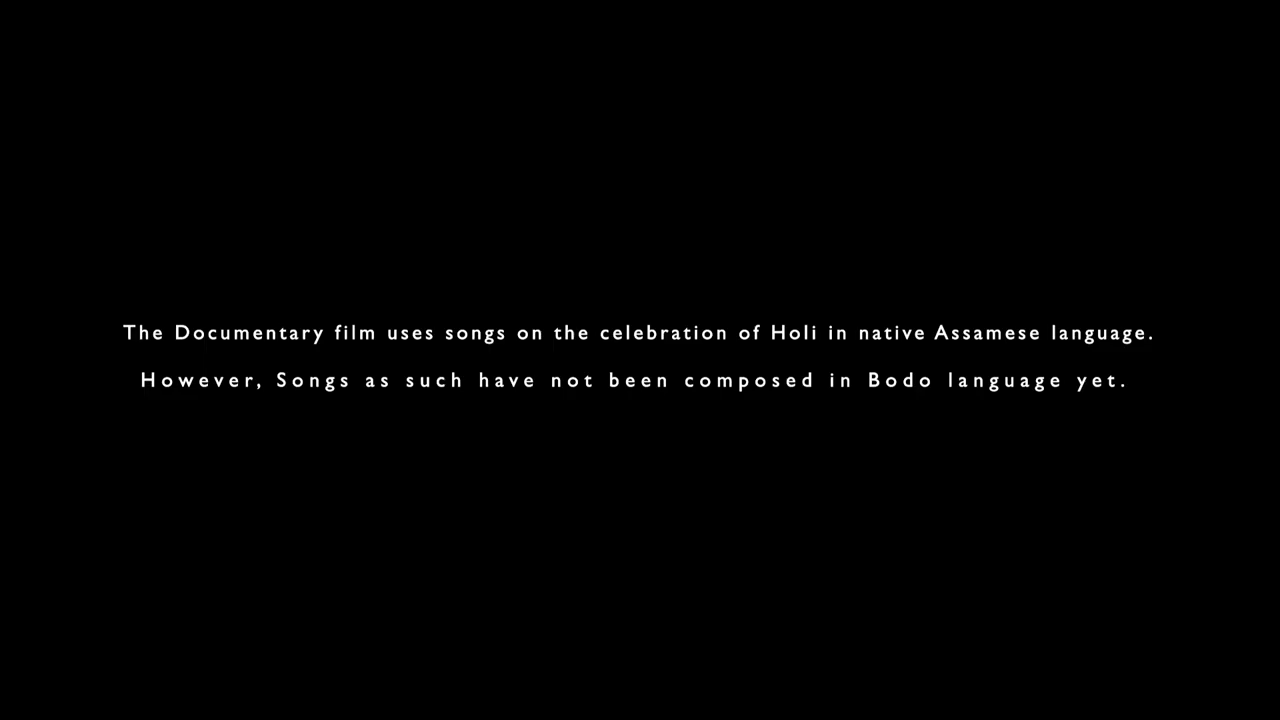 The Documentary film uses songs on the celebration of Holi in native Assamese language.
However, Songs as such have not been composed in Bodo language yet.